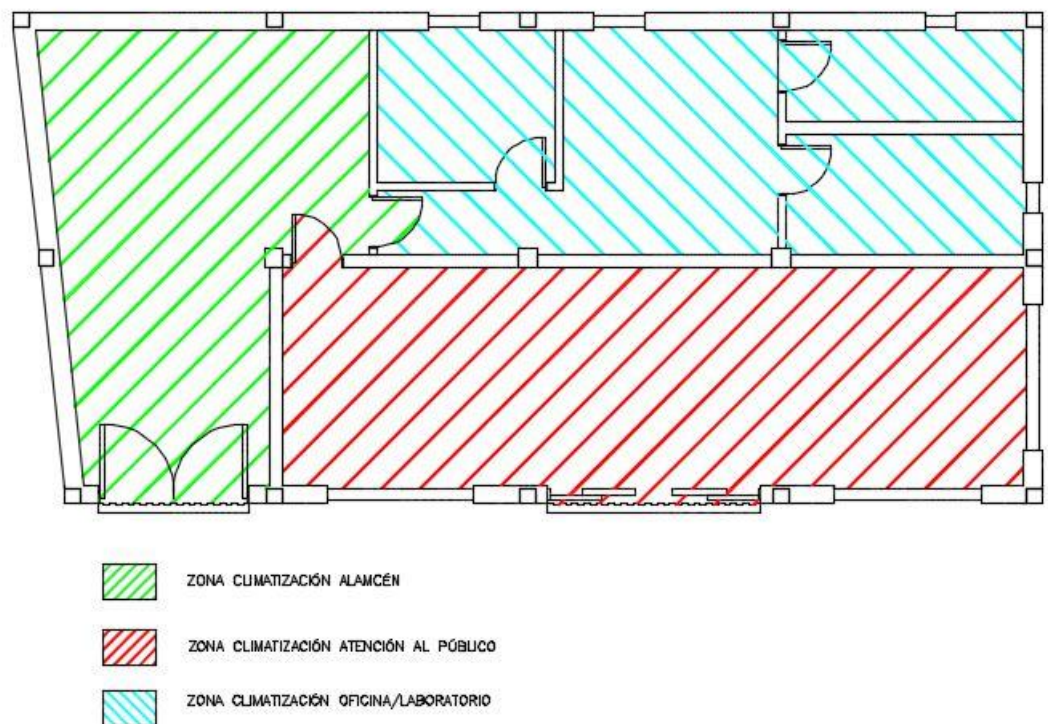 ZONA CLIMATIZACIÓN ALAMCÉN
ZONA CLIMATIZACIÓN ATENCIÓN AL PÚBLICO
ZONA CLIMATIZACIÓN OFICINA/LABORATORIO